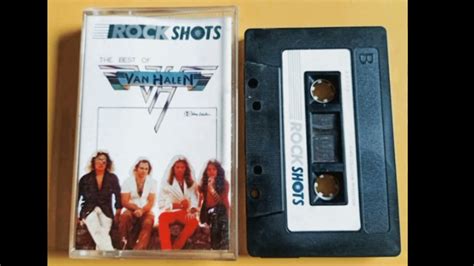 ROCK SHOTS
THE BEST OF
VAN HALEN
B
ROCK SHOTS